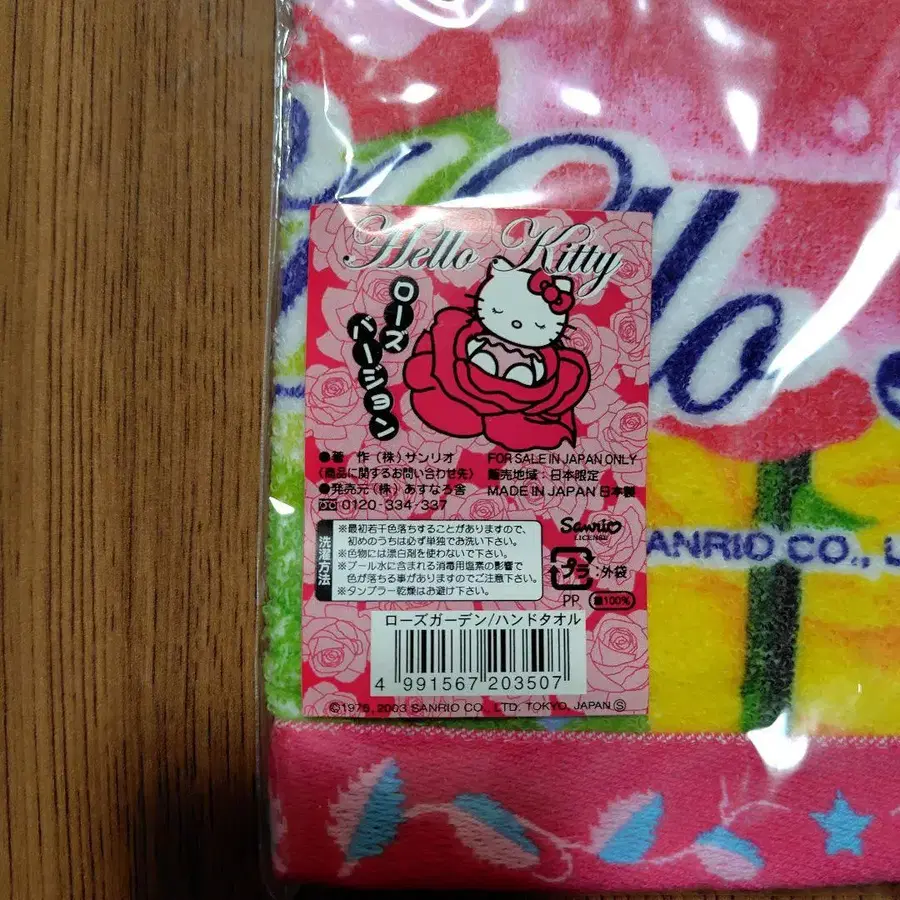 Hello Kitty
ローズ
バージョン
●著 作(株)サンリオ
〈商品に関するお問い合わせ先〉
●発売元(株)あすなろ舎
0120-334-337
FOR SALE IN JAPAN ONLY
販売地域:日本限定
MADE IN JAPAN 日本製
洗濯方法
※最初若干色落ちすることがありますので、
初めのうちは必ず単独でお洗い下さい。
※色物には漂白剤を使わないで下さい。
※プール水に含まれる消毒用塩素の影響で
色が落ちる事がありますのでご注意下さい。
※タンブラー乾燥はお避け下さい。
Sanrio
LICENSE
プラ:外袋
PP 綿100%
ローズガーデン/ハンドタオル
4 991567 203507
©1976, 2003 SANRIO CO., LTD. TOKYO, JAPAN Ⓢ
ANRIO CO., L